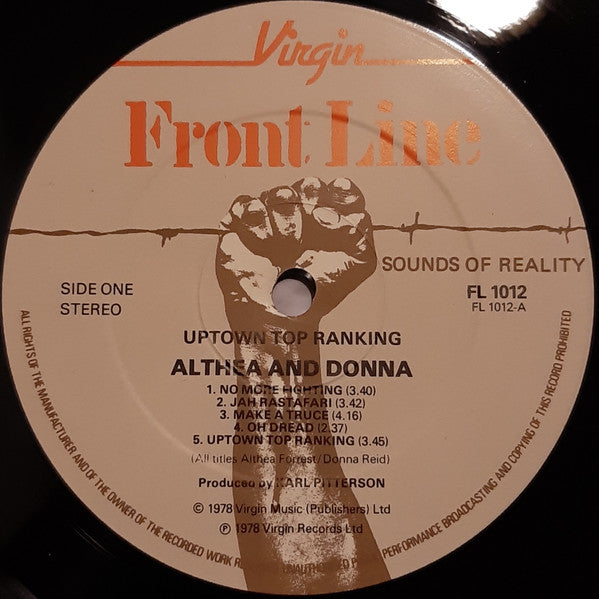 Virgin
Front Line
SOUNDS OF REALITY
SIDE ONE
STEREO
FL 1012
FL 1012-A
UPTOWN TOP RANKING
ALTHEA AND DONNA
1. NO MORE FIGHTING (3.40)
2. JAH RASTAFARI (3.42)
3. MAKE A TRUCE (4.16)
4. OH DREAD (2.37)
5. UPTOWN TOP RANKING (3.45)
(All titles Althea Forrest/Donna Reid)
Produced by KARL PITTERSON
© 1978 Virgin Music (Publishers) Ltd
℗ 1978 Virgin Records Ltd
ALL RIGHTS OF THE MANUFACTURER AND OF THE OWNER OF THE RECORDED WORK UNAUTHORISED PERFORMANCE BROADCASTING AND COPYING OF THIS RECORD PROHIBITED